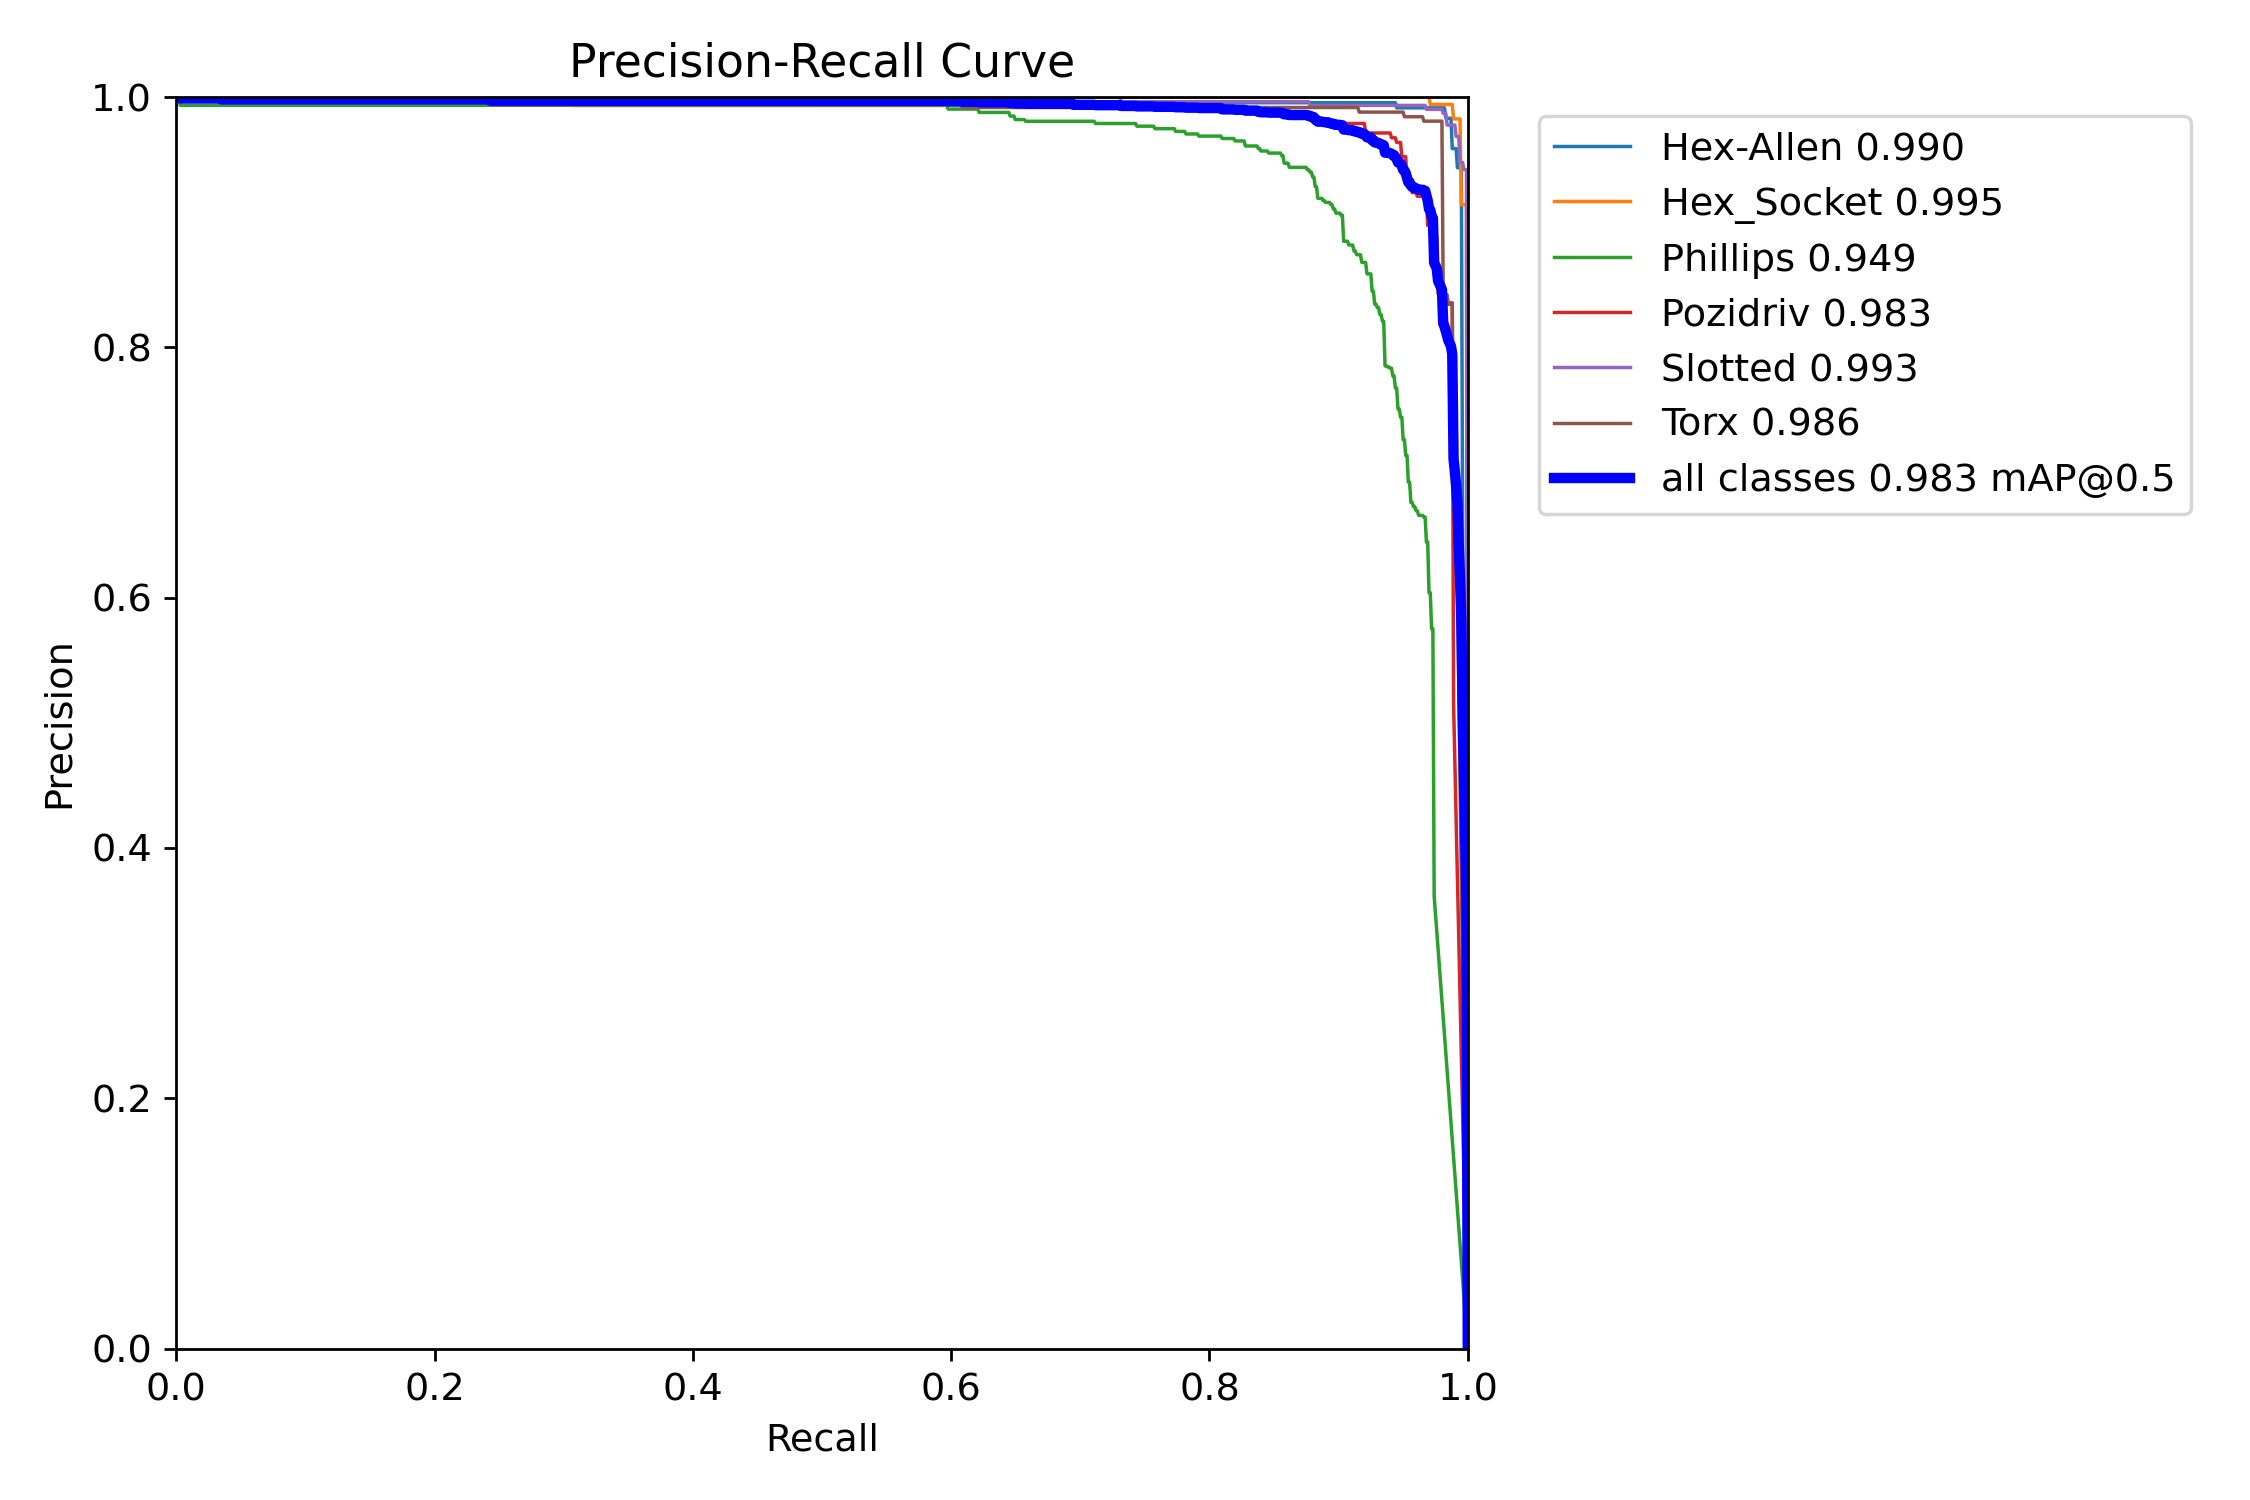 Precision-Recall Curve
1.0
0.8
0.6
0.4
0.2
0.0
Precision
0.0 0.2 0.4 0.6 0.8 1.0
Recall
Hex-Allen 0.990
Hex_Socket 0.995
Phillips 0.949
Pozidriv 0.983
Slotted 0.993
Torx 0.986
all classes 0.983 mAP@0.5